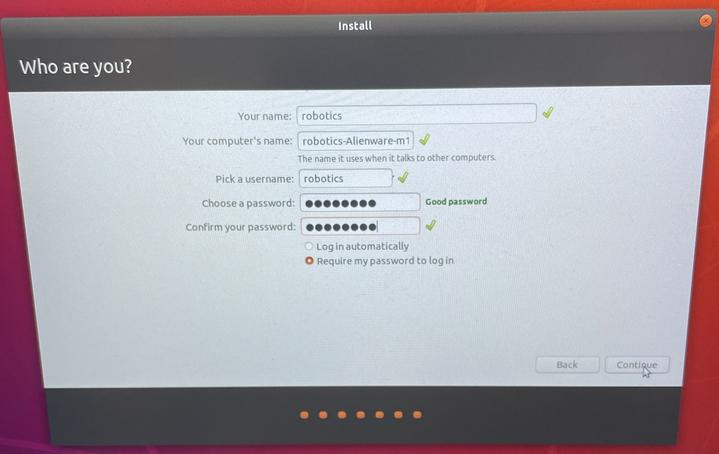 Install
Who are you?
Your name: robotics
Your computer's name: robotics-Alienware-m1
The name it uses when it talks to other computers.
Pick a username: robotics
Choose a password: ●●●●●●●● Good password
Confirm your password: ●●●●●●●●
Log in automatically
Require my password to log in
Back Continue